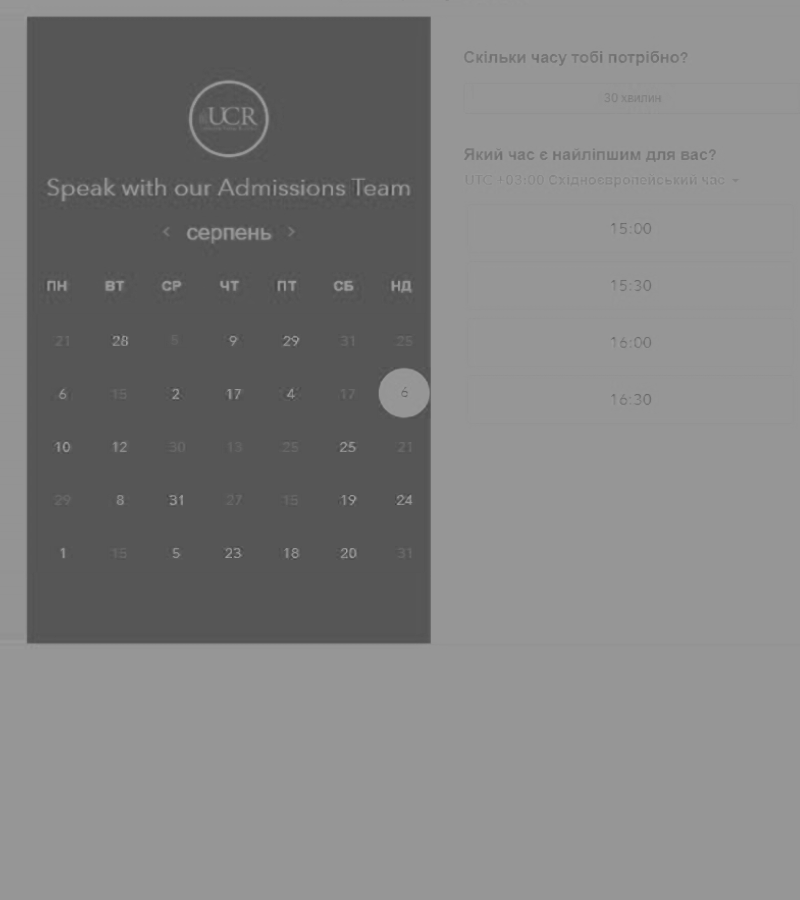 UCR
Speak with our Admissions Team
< серпень >
ПН ВТ СР ЧТ ПТ СБ НД
21 28 5 9 29 31 25
6 15 2 17 4 17 6
10 12 30 13 25 25 21
29 8 31 27 15 19 24
1 15 5 23 18 20 31
Скільки часу тобі потрібно?
30 хвилин
Який час є найліпшим для вас?
UTC +03:00 Східноєвропейський час
15:00
15:30
16:00
16:30